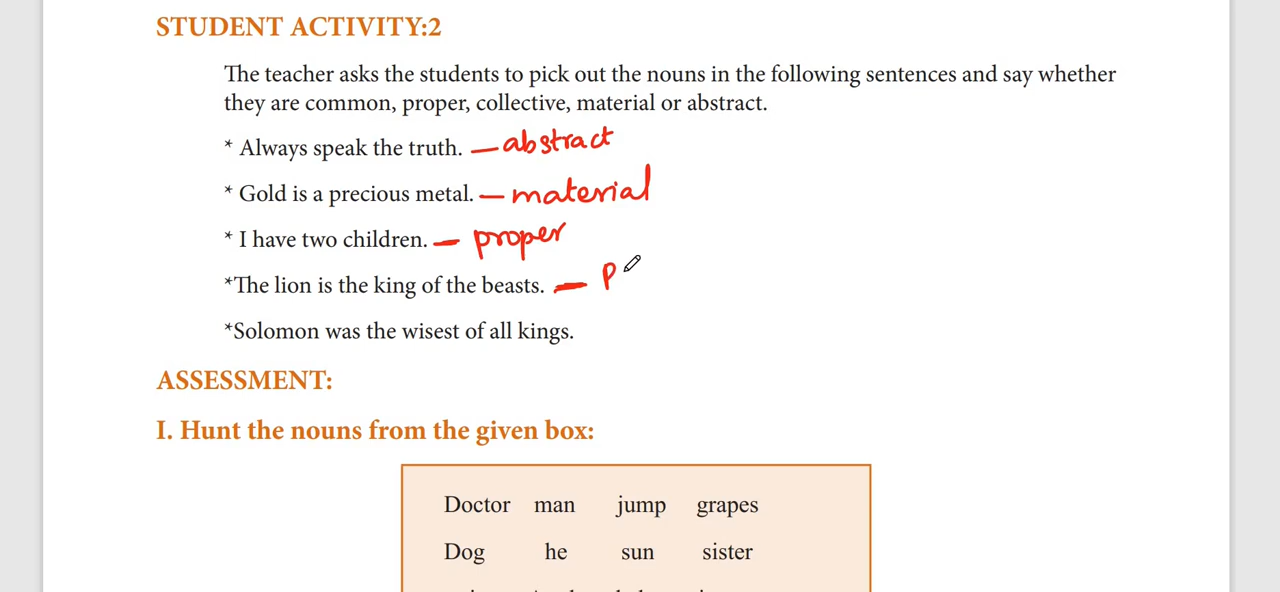 STUDENT ACTIVITY:2
The teacher asks the students to pick out the nouns in the following sentences and say whether
they are common, proper, collective, material or abstract.
* Always speak the truth. — abstract
* Gold is a precious metal. — material
* I have two children. — proper
*The lion is the king of the beasts. — P
*Solomon was the wisest of all kings.
ASSESSMENT:
I. Hunt the nouns from the given box:
Doctor man jump grapes
Dog he sun sister